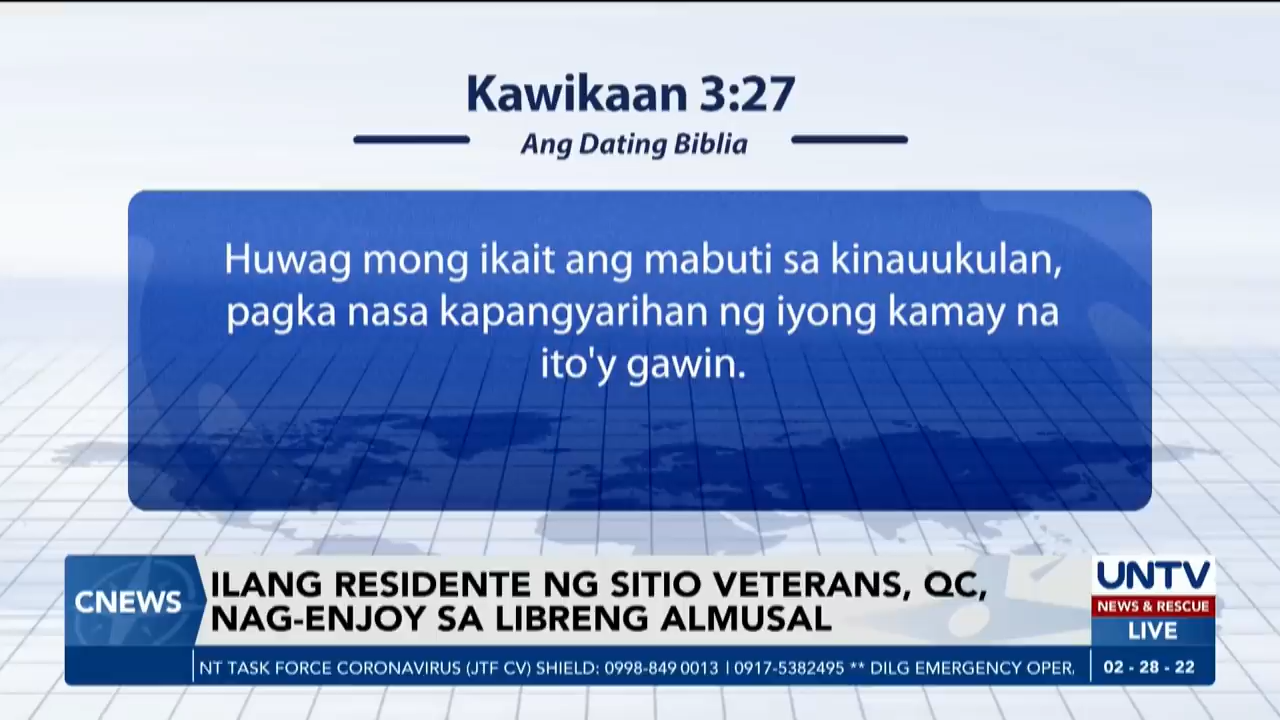 Kawikaan 3:27
Ang Dating Biblia
Huwag mong ikait ang mabuti sa kinauukulan,
pagka nasa kapangyarihan ng iyong kamay na
ito'y gawin.
CNEWS
ILANG RESIDENTE NG SITIO VETERANS, QC,
NAG-ENJOY SA LIBRENG ALMUSAL
UNTV
NEWS & RESCUE
LIVE
NT TASK FORCE CORONAVIRUS (JTF CV) SHIELD: 0998-849 0013 | 0917-5382495 ** DILG EMERGENCY OPER
02 - 28 - 22